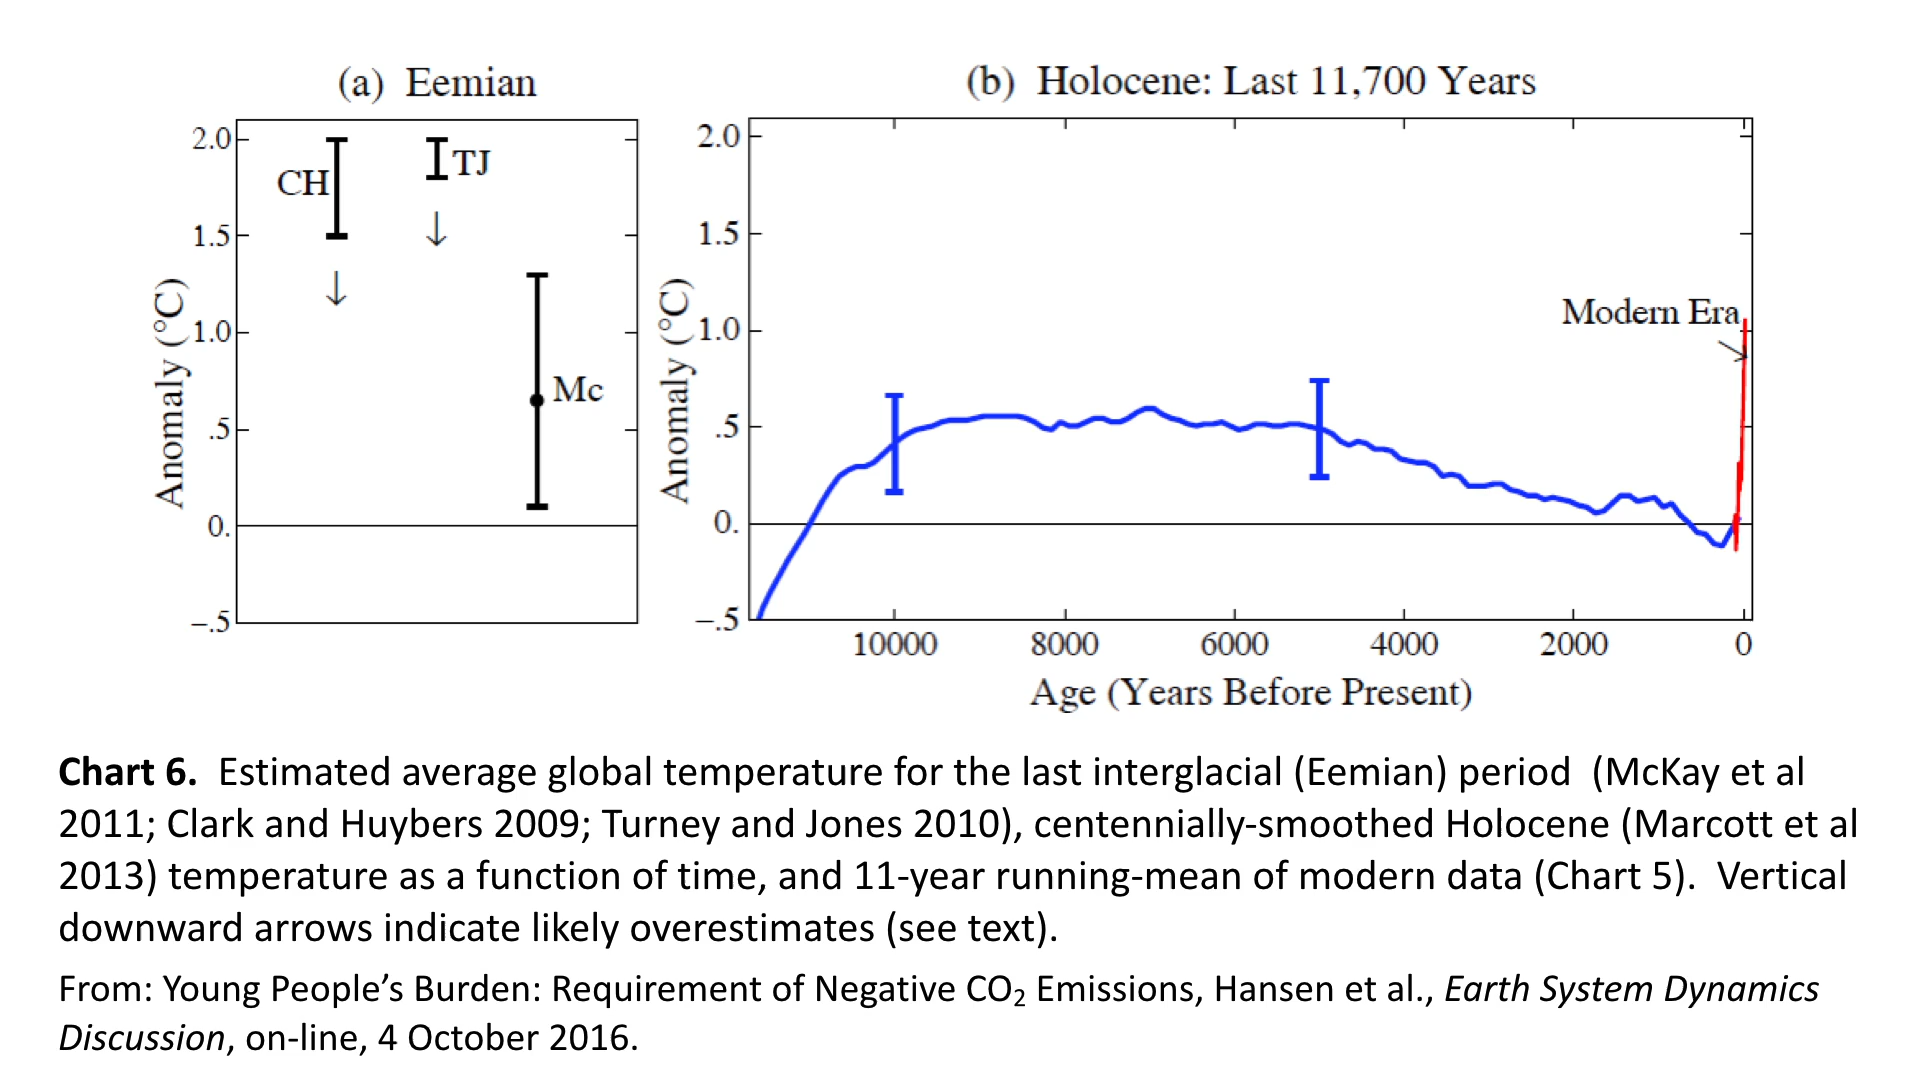 (a) Eemian
2.0
1.5
1.0
.5
0.
–.5
Anomaly (°C)
CH
TJ
Mc
(b) Holocene: Last 11,700 Years
2.0
1.5
1.0
.5
0.
–.5
Anomaly (°C)
Modern Era
10000 8000 6000 4000 2000 0
Age (Years Before Present)
Chart 6. Estimated average global temperature for the last interglacial (Eemian) period (McKay et al
2011; Clark and Huybers 2009; Turney and Jones 2010), centennially-smoothed Holocene (Marcott et al
2013) temperature as a function of time, and 11-year running-mean of modern data (Chart 5). Vertical
downward arrows indicate likely overestimates (see text).
From: Young People’s Burden: Requirement of Negative CO₂ Emissions, Hansen et al., Earth System Dynamics
Discussion, on-line, 4 October 2016.